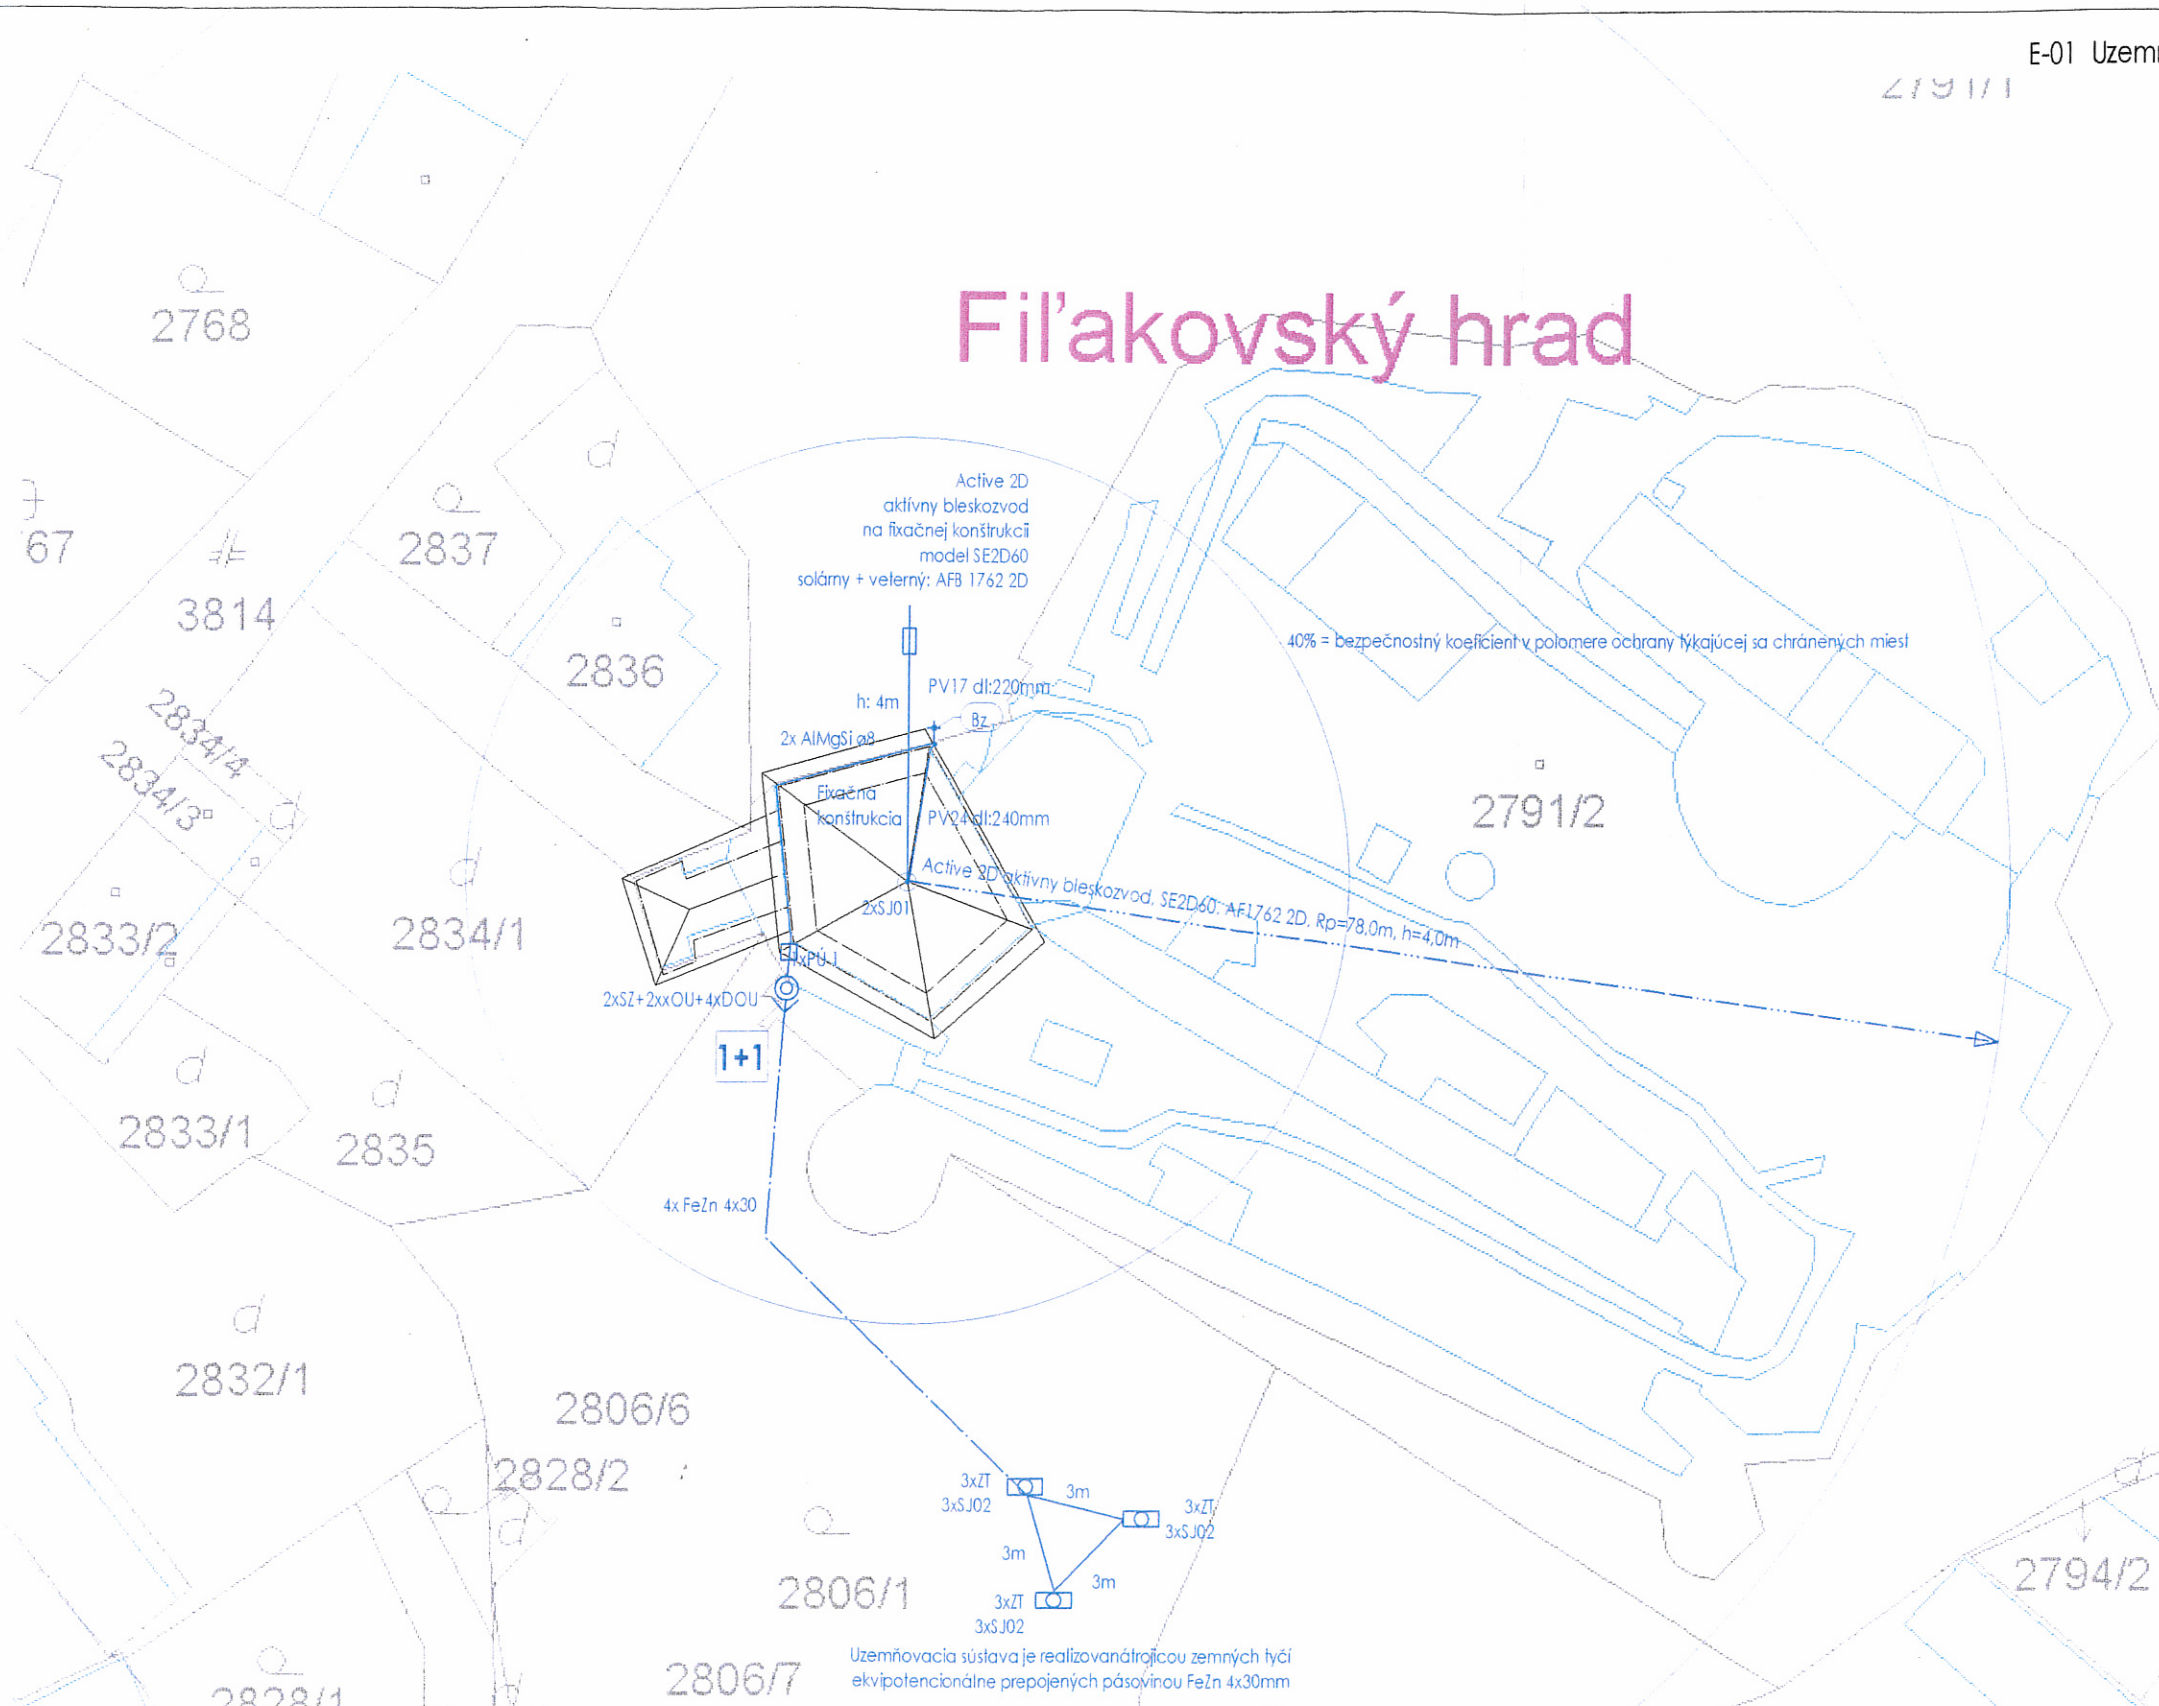 E-01
2791/1
2768
Fiľakovský hrad
Active 2D
aktívny bleskozvod
na fixačnej konštrukcii
model SE2D60
solárny + veterný: AFB 1762 2D
67
2837
3814
2836
40% = bezpečnostný koeficient v polomere ochrany týkajúcej sa chránených miest
h: 4m
PV17 dl:220mm
Bz
2x AlMgSi ø8
2834/4
2834/3
Fixačná
konštrukcia
PV24 dl:240mm
2791/2
Active 2D aktívny bleskozvod, SE2D60, AF1762 2D, Rp=78,0m, h=4,0m
2xSJ01
2833/2
2834/1
1xPÚ-1
2xSZ+2xxOU+4xDOU
1+1
2833/1
2835
4x FeZn 4x30
2832/1
2806/6
2828/2
3xZT
3xSJ02
3m
3xZT
3xSJ02
3m
3m
3xZT
3xSJ02
2794/2
2806/1
Uzemňovacia sústava je realizovanátrojicou zemných tyčí
ekvipotencionálne prepojených pásovinou FeZn 4x30mm
2806/7
2828/1